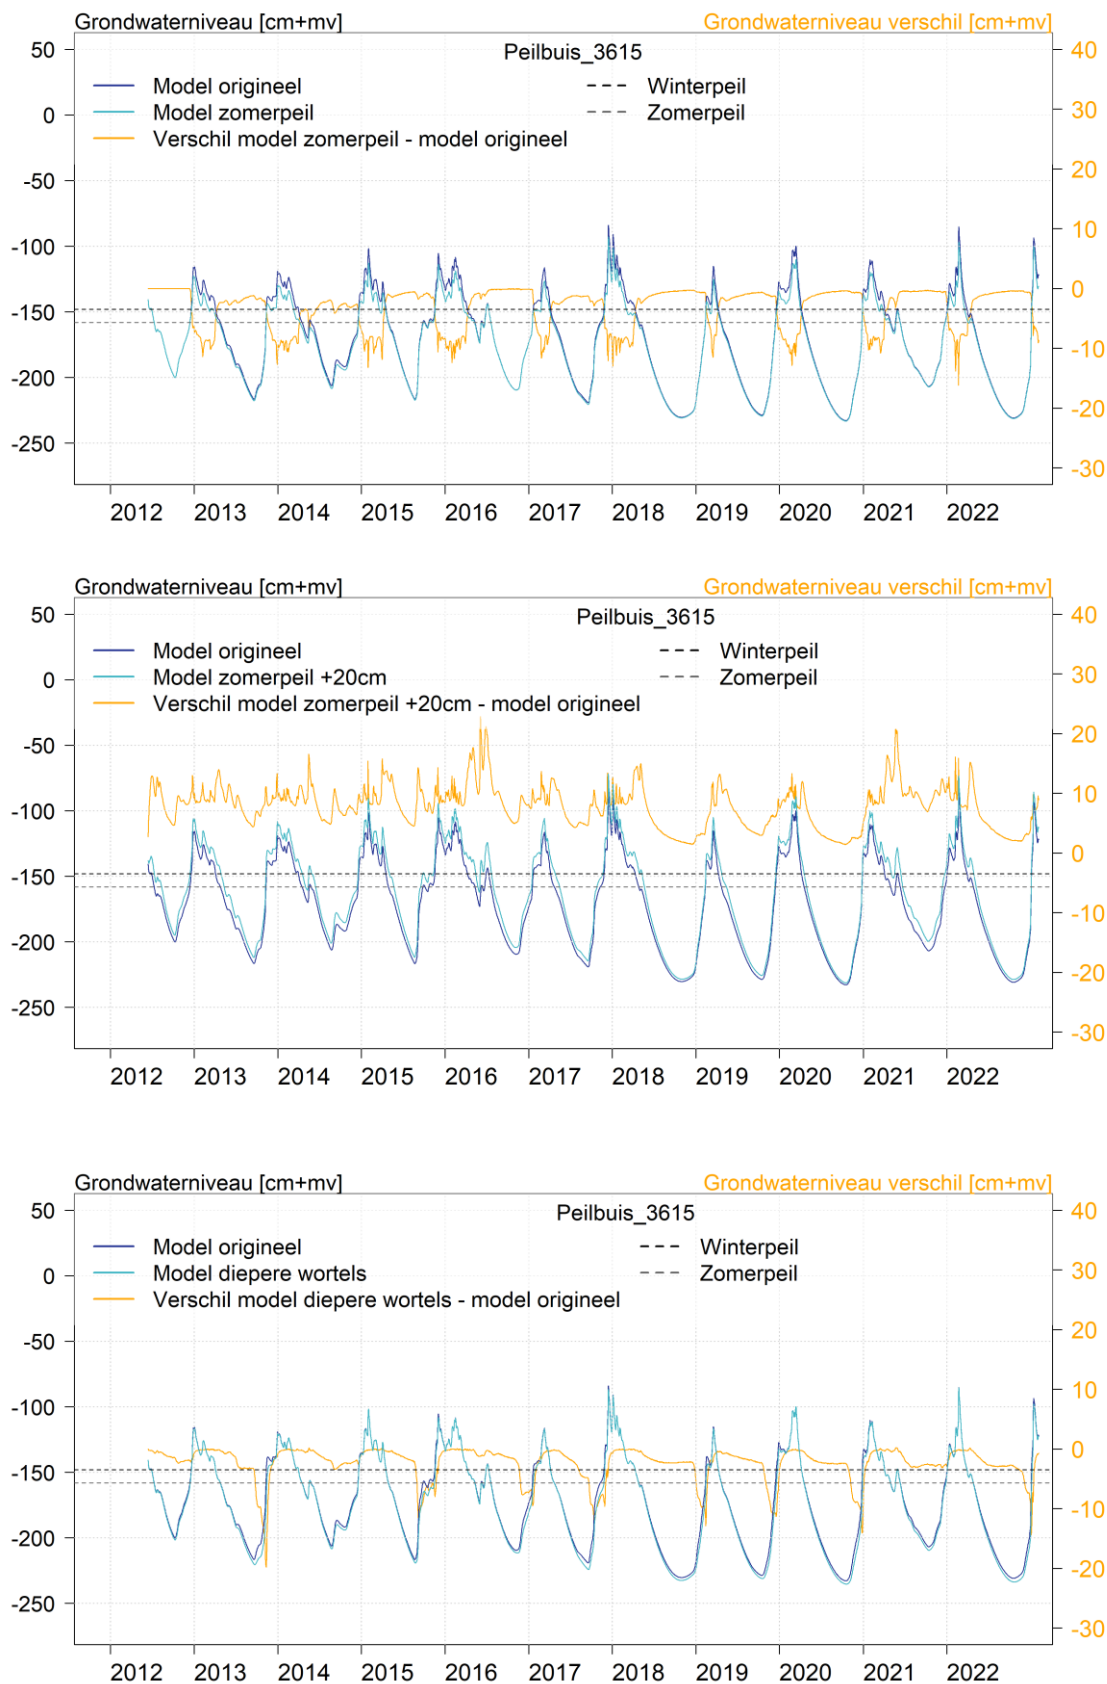 Grondwaterniveau [cm+mv] Grondwaterniveau verschil [cm+mv]
Peilbuis_3615
Model origineel Winterpeil
Model zomerpeil Zomerpeil
Verschil model zomerpeil - model origineel
50 40
0 30
-50 20
-100 10
-150 0
-200 -10
-250 -20
-30
2012 2013 2014 2015 2016 2017 2018 2019 2020 2021 2022
Grondwaterniveau [cm+mv] Grondwaterniveau verschil [cm+mv]
Peilbuis_3615
Model origineel Winterpeil
Model zomerpeil +20cm Zomerpeil
Verschil model zomerpeil +20cm - model origineel
50 40
0 30
-50 20
-100 10
-150 0
-200 -10
-250 -20
-30
2012 2013 2014 2015 2016 2017 2018 2019 2020 2021 2022
Grondwaterniveau [cm+mv] Grondwaterniveau verschil [cm+mv]
Peilbuis_3615
Model origineel Winterpeil
Model diepere wortels Zomerpeil
Verschil model diepere wortels - model origineel
50 40
0 30
-50 20
-100 10
-150 0
-200 -10
-250 -20
-30
2012 2013 2014 2015 2016 2017 2018 2019 2020 2021 2022